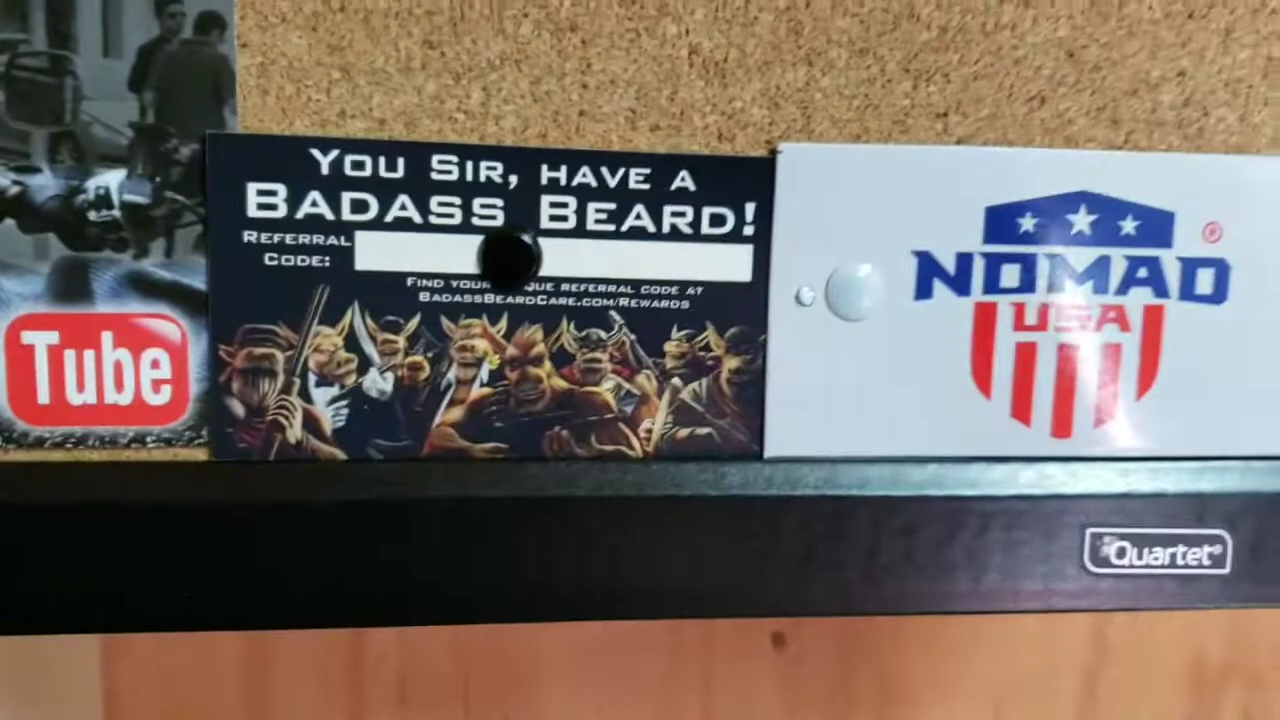 You Sir, have a
Badass Beard!
Referral
Code:
Find your que referral code at
BadassBeardCare.com/Rewards
Tube
NOMAD
USA
®
Quartet®